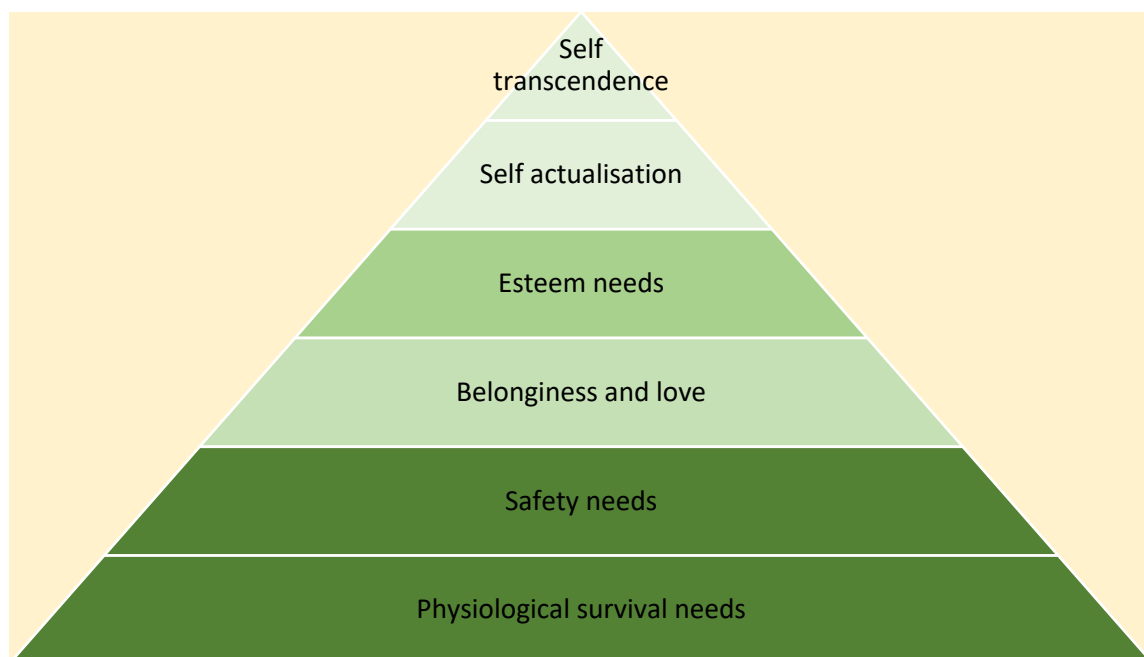 Self
transcendence
Self actualisation
Esteem needs
Belonginess and love
Safety needs
Physiological survival needs